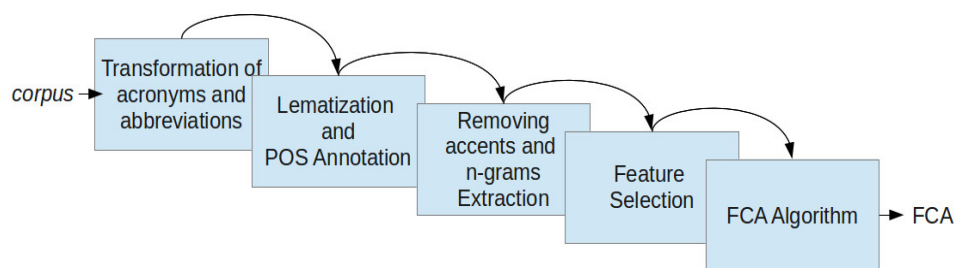 corpus
Transformation of
acronyms and
abbreviations
Lematization
and
POS Annotation
Removing
accents and
n-grams
Extraction
Feature
Selection
FCA Algorithm
FCA